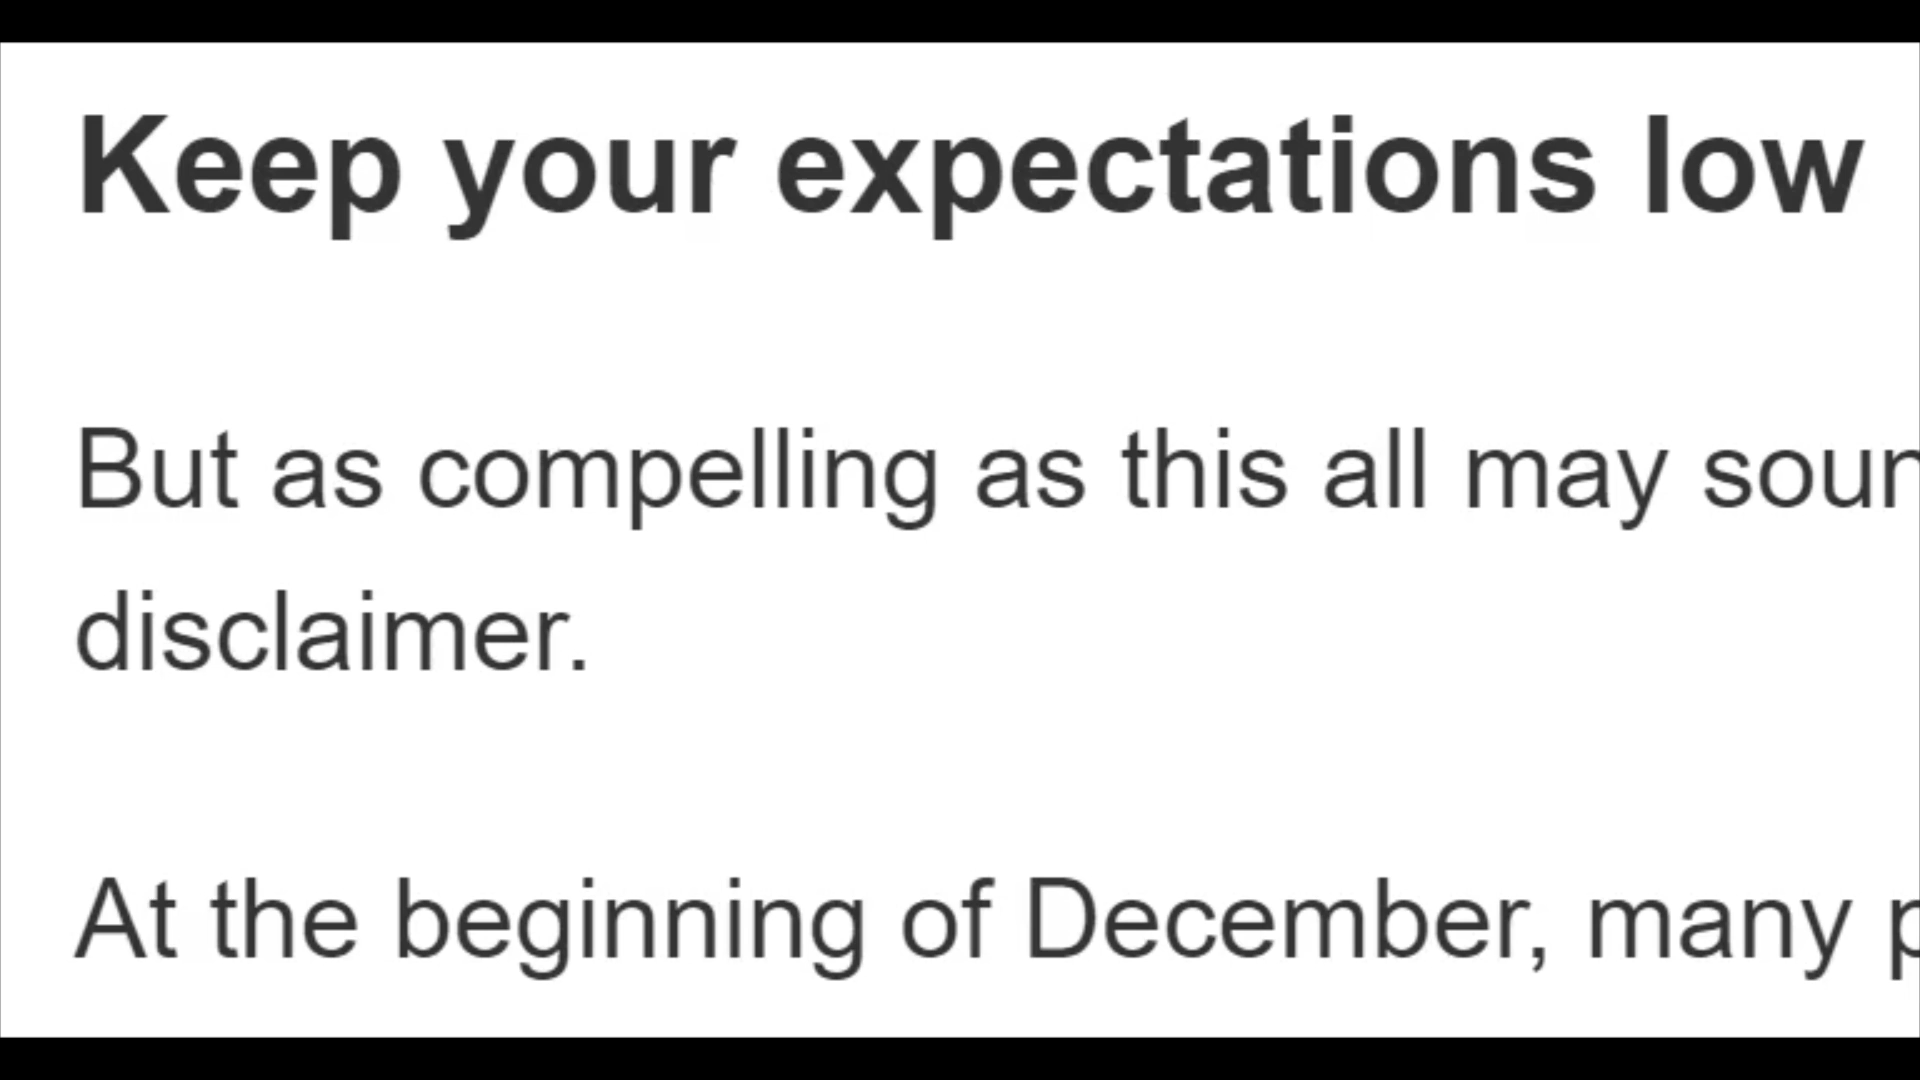 Keep your expectations low
But as compelling as this all may
disclaimer.
At the beginning of December, many